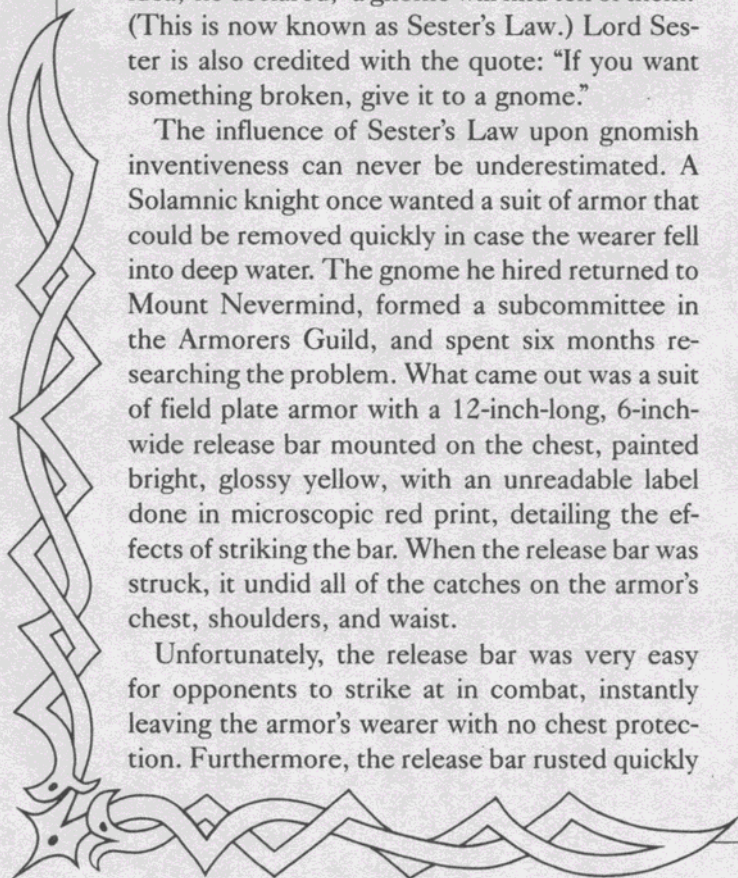 (This is now known as Sester's Law.) Lord Ses-
ter is also credited with the quote: “If you want
something broken, give it to a gnome.”
The influence of Sester's Law upon gnomish
inventiveness can never be underestimated. A
Solamnic knight once wanted a suit of armor that
could be removed quickly in case the wearer fell
into deep water. The gnome he hired returned to
Mount Nevermind, formed a subcommittee in
the Armorers Guild, and spent six months re-
searching the problem. What came out was a suit
of field plate armor with a 12-inch-long, 6-inch-
wide release bar mounted on the chest, painted
bright, glossy yellow, with an unreadable label
done in microscopic red print, detailing the ef-
fects of striking the bar. When the release bar was
struck, it undid all of the catches on the armor's
chest, shoulders, and waist.
Unfortunately, the release bar was very easy
for opponents to strike at in combat, instantly
leaving the armor's wearer with no chest protec-
tion. Furthermore, the release bar rusted quickly